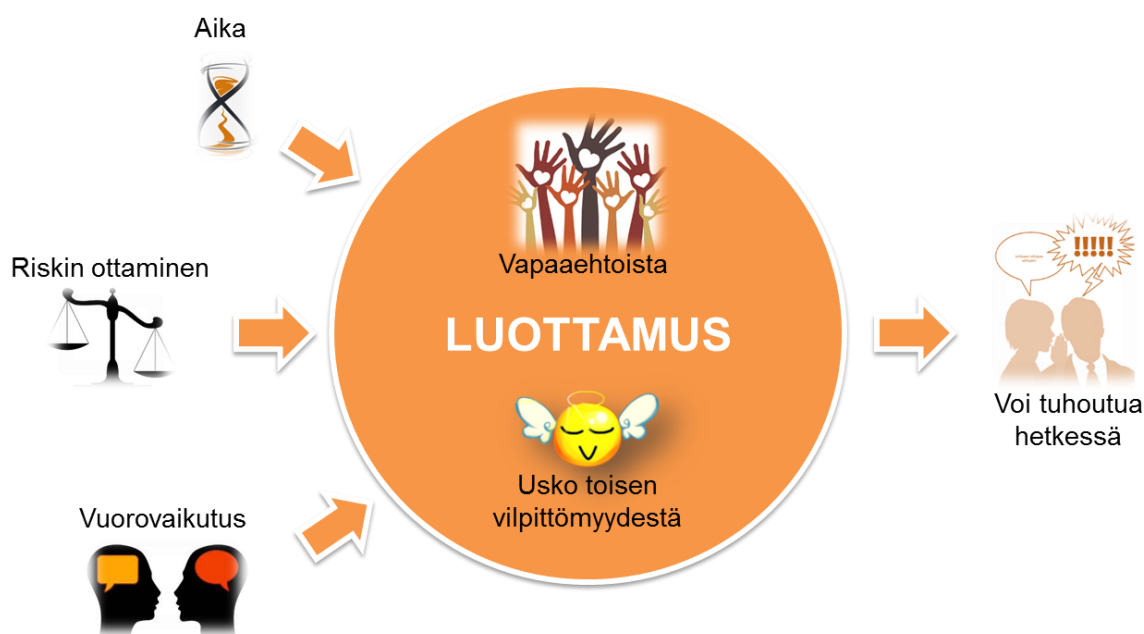 Aika
Riskin ottaminen
Vuorovaikutus
Vapaaehtoista
LUOTTAMUS
Usko toisen
vilpittömyydestä
!!!!!
Voi tuhoutua
hetkessä